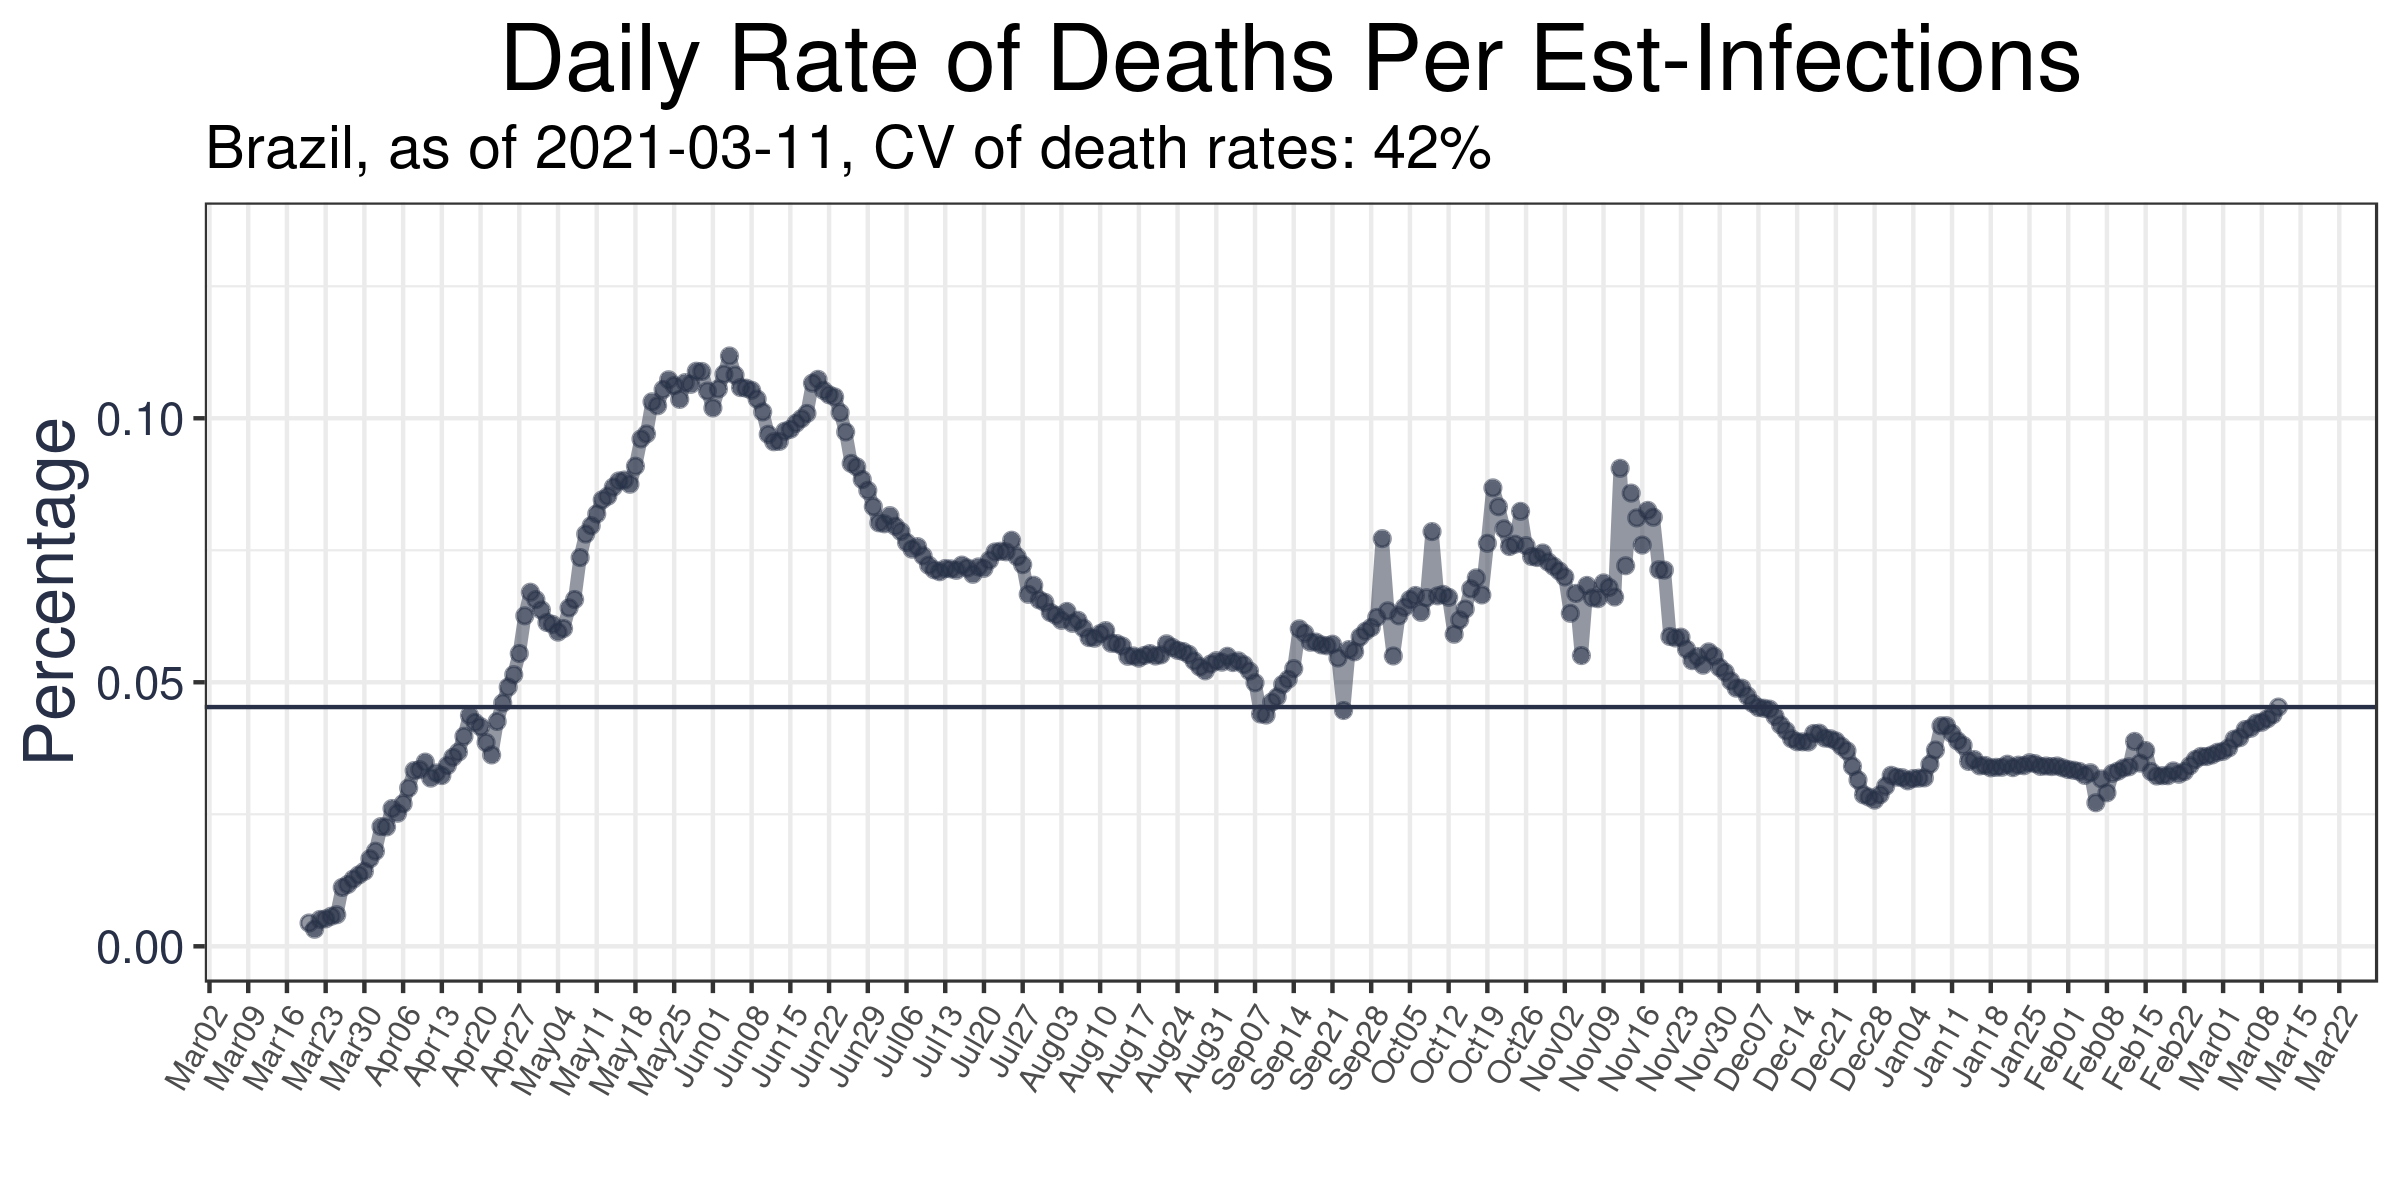 Daily Rate of Deaths Per Est-Infections
Brazil, as of 2021-03-11, CV of death rates: 42%
Percentage
0.10
0.05
0.00
Mar02
Mar09
Mar16
Mar23
Mar30
Apr06
Apr13
Apr20
Apr27
May04
May11
May18
May25
Jun01
Jun08
Jun15
Jun22
Jun29
Jul06
Jul13
Jul20
Jul27
Aug03
Aug10
Aug17
Aug24
Aug31
Sep07
Sep14
Sep21
Sep28
Oct05
Oct12
Oct19
Oct26
Nov02
Nov09
Nov16
Nov23
Nov30
Dec07
Dec14
Dec21
Dec28
Jan04
Jan11
Jan18
Jan25
Feb01
Feb08
Feb15
Feb22
Mar01
Mar08
Mar15
Mar22